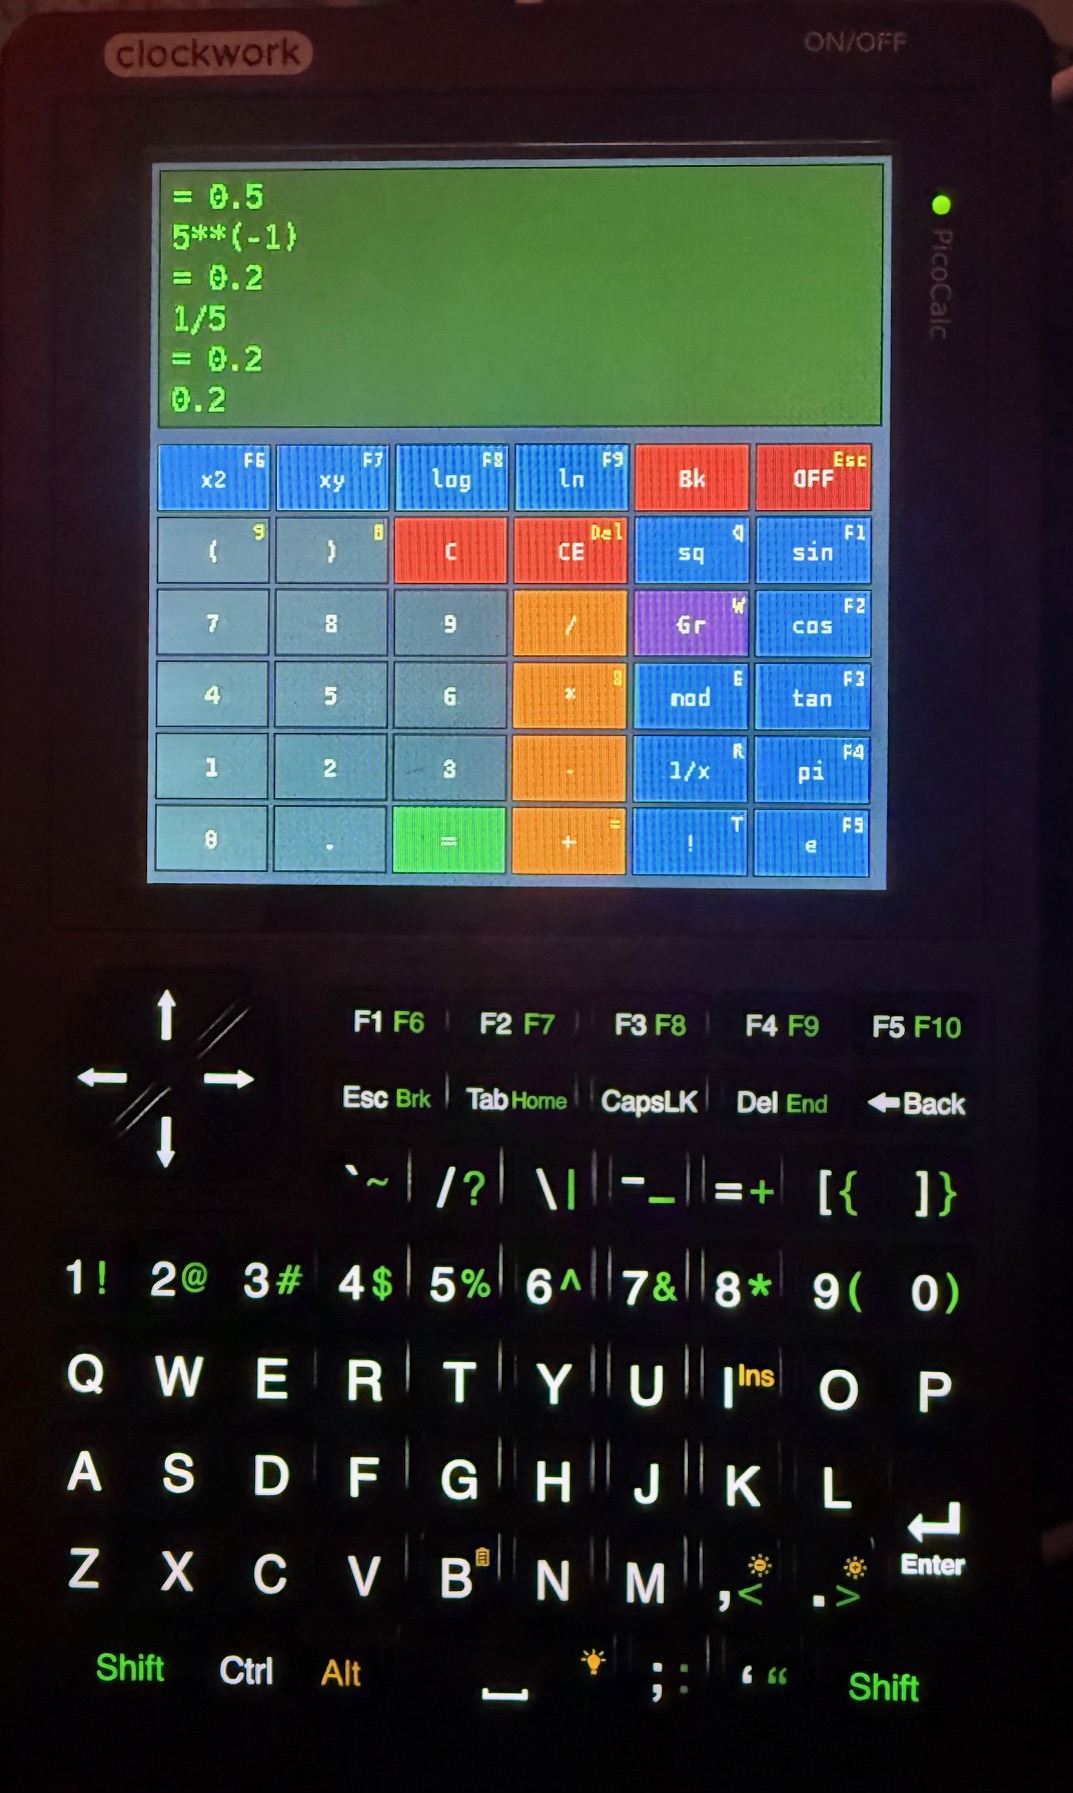 clockwork
ON/OFF
PicoCalc
= 0.5
5**(-1)
= 0.2
1/5
= 0.2
0.2
x2 F6 xy F7 log F8 ln F9 Bk OFF Esc
( 9 ) C CE Del sq Q sin F1
7 8 9 / Gr W cos F2
4 5 6 * 8 mod E tan F3
1 2 3 - 1/x R pi F4
0 . = + = ! T e F5
F1 F6 F2 F7 F3 F8 F4 F9 F5 F10
Esc Brk Tab Home CapsLK Del End ←Back
` ~ / ? \ | - _ = + [ { ] }
1 ! 2 @ 3 # 4 $ 5 % 6 ^ 7 & 8 * 9 ( 0 )
Q W E R T Y U I Ins O P
A S D F G H J K L
Enter
Z X C V B N M , < . >
Shift Ctrl Alt ; : ‘ “ Shift